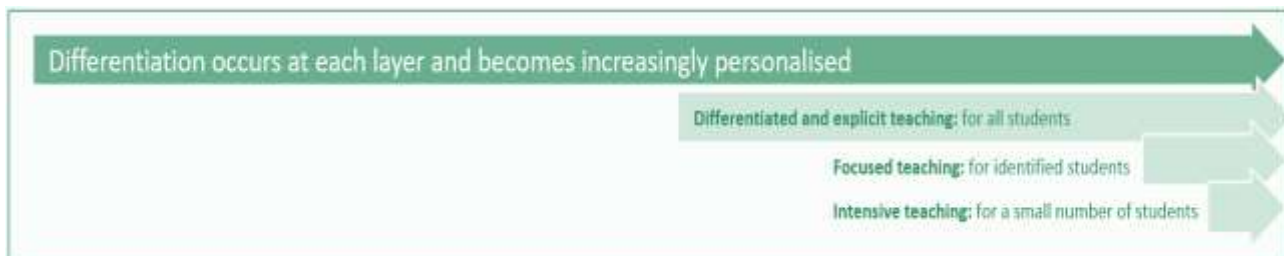 Differentiation occurs at each layer and becomes increasingly personalised
Differentiated and explicit teaching: for all students
Focused teaching: for identified students
Intensive teaching: for a small number of students